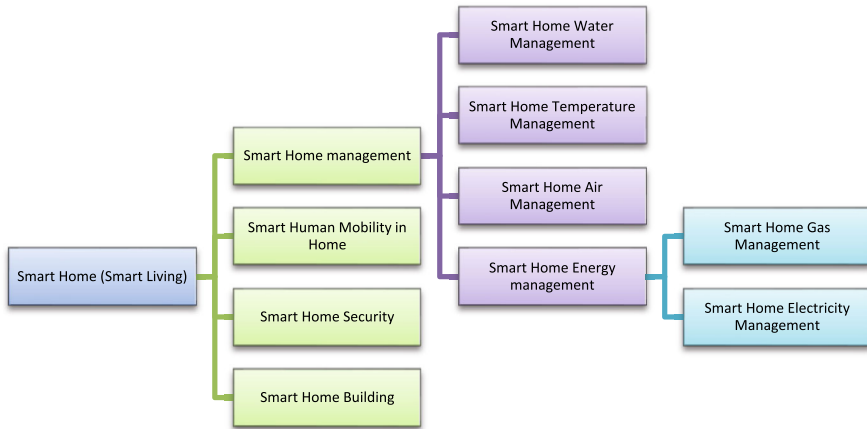 Smart Home (Smart Living)
Smart Home management
Smart Human Mobility in
Home
Smart Home Security
Smart Home Building
Smart Home Water
Management
Smart Home Temperature
Management
Smart Home Air
Management
Smart Home Energy
management
Smart Home Gas
Management
Smart Home Electricity
Management